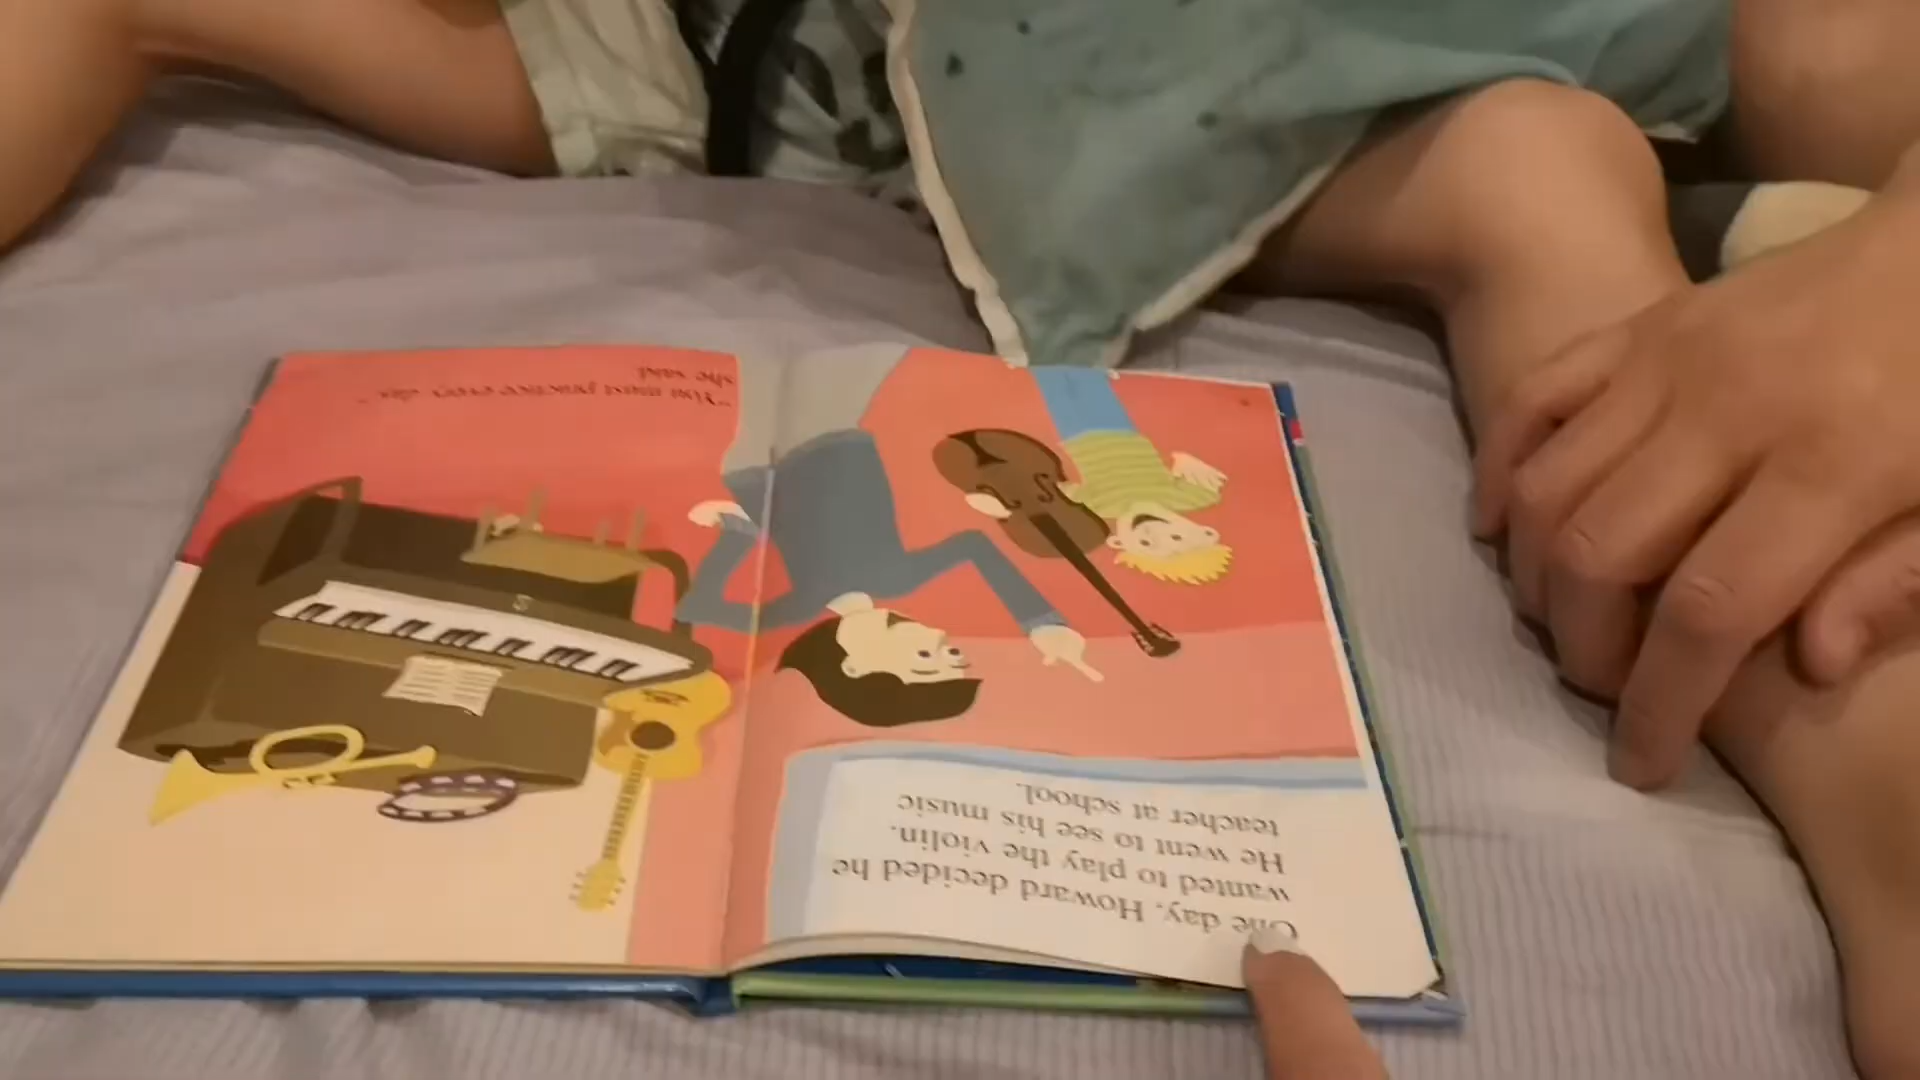 One day, Howard decided he
wanted to play the violin.
He went to see his music
teacher at school.
"You must practice every day,"
she said.